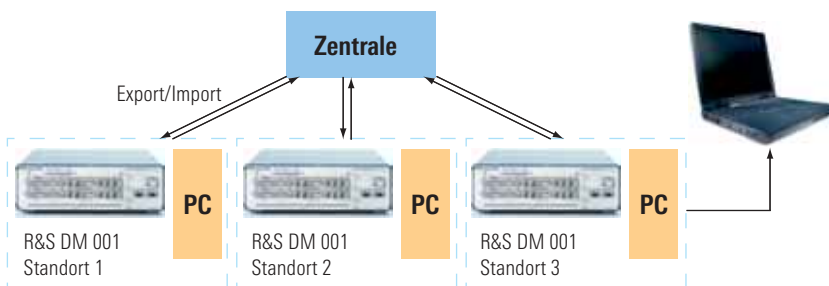 Zentrale
Export/Import
PC
PC
PC
R&S DM 001
Standort 1
R&S DM 001
Standort 2
R&S DM 001
Standort 3